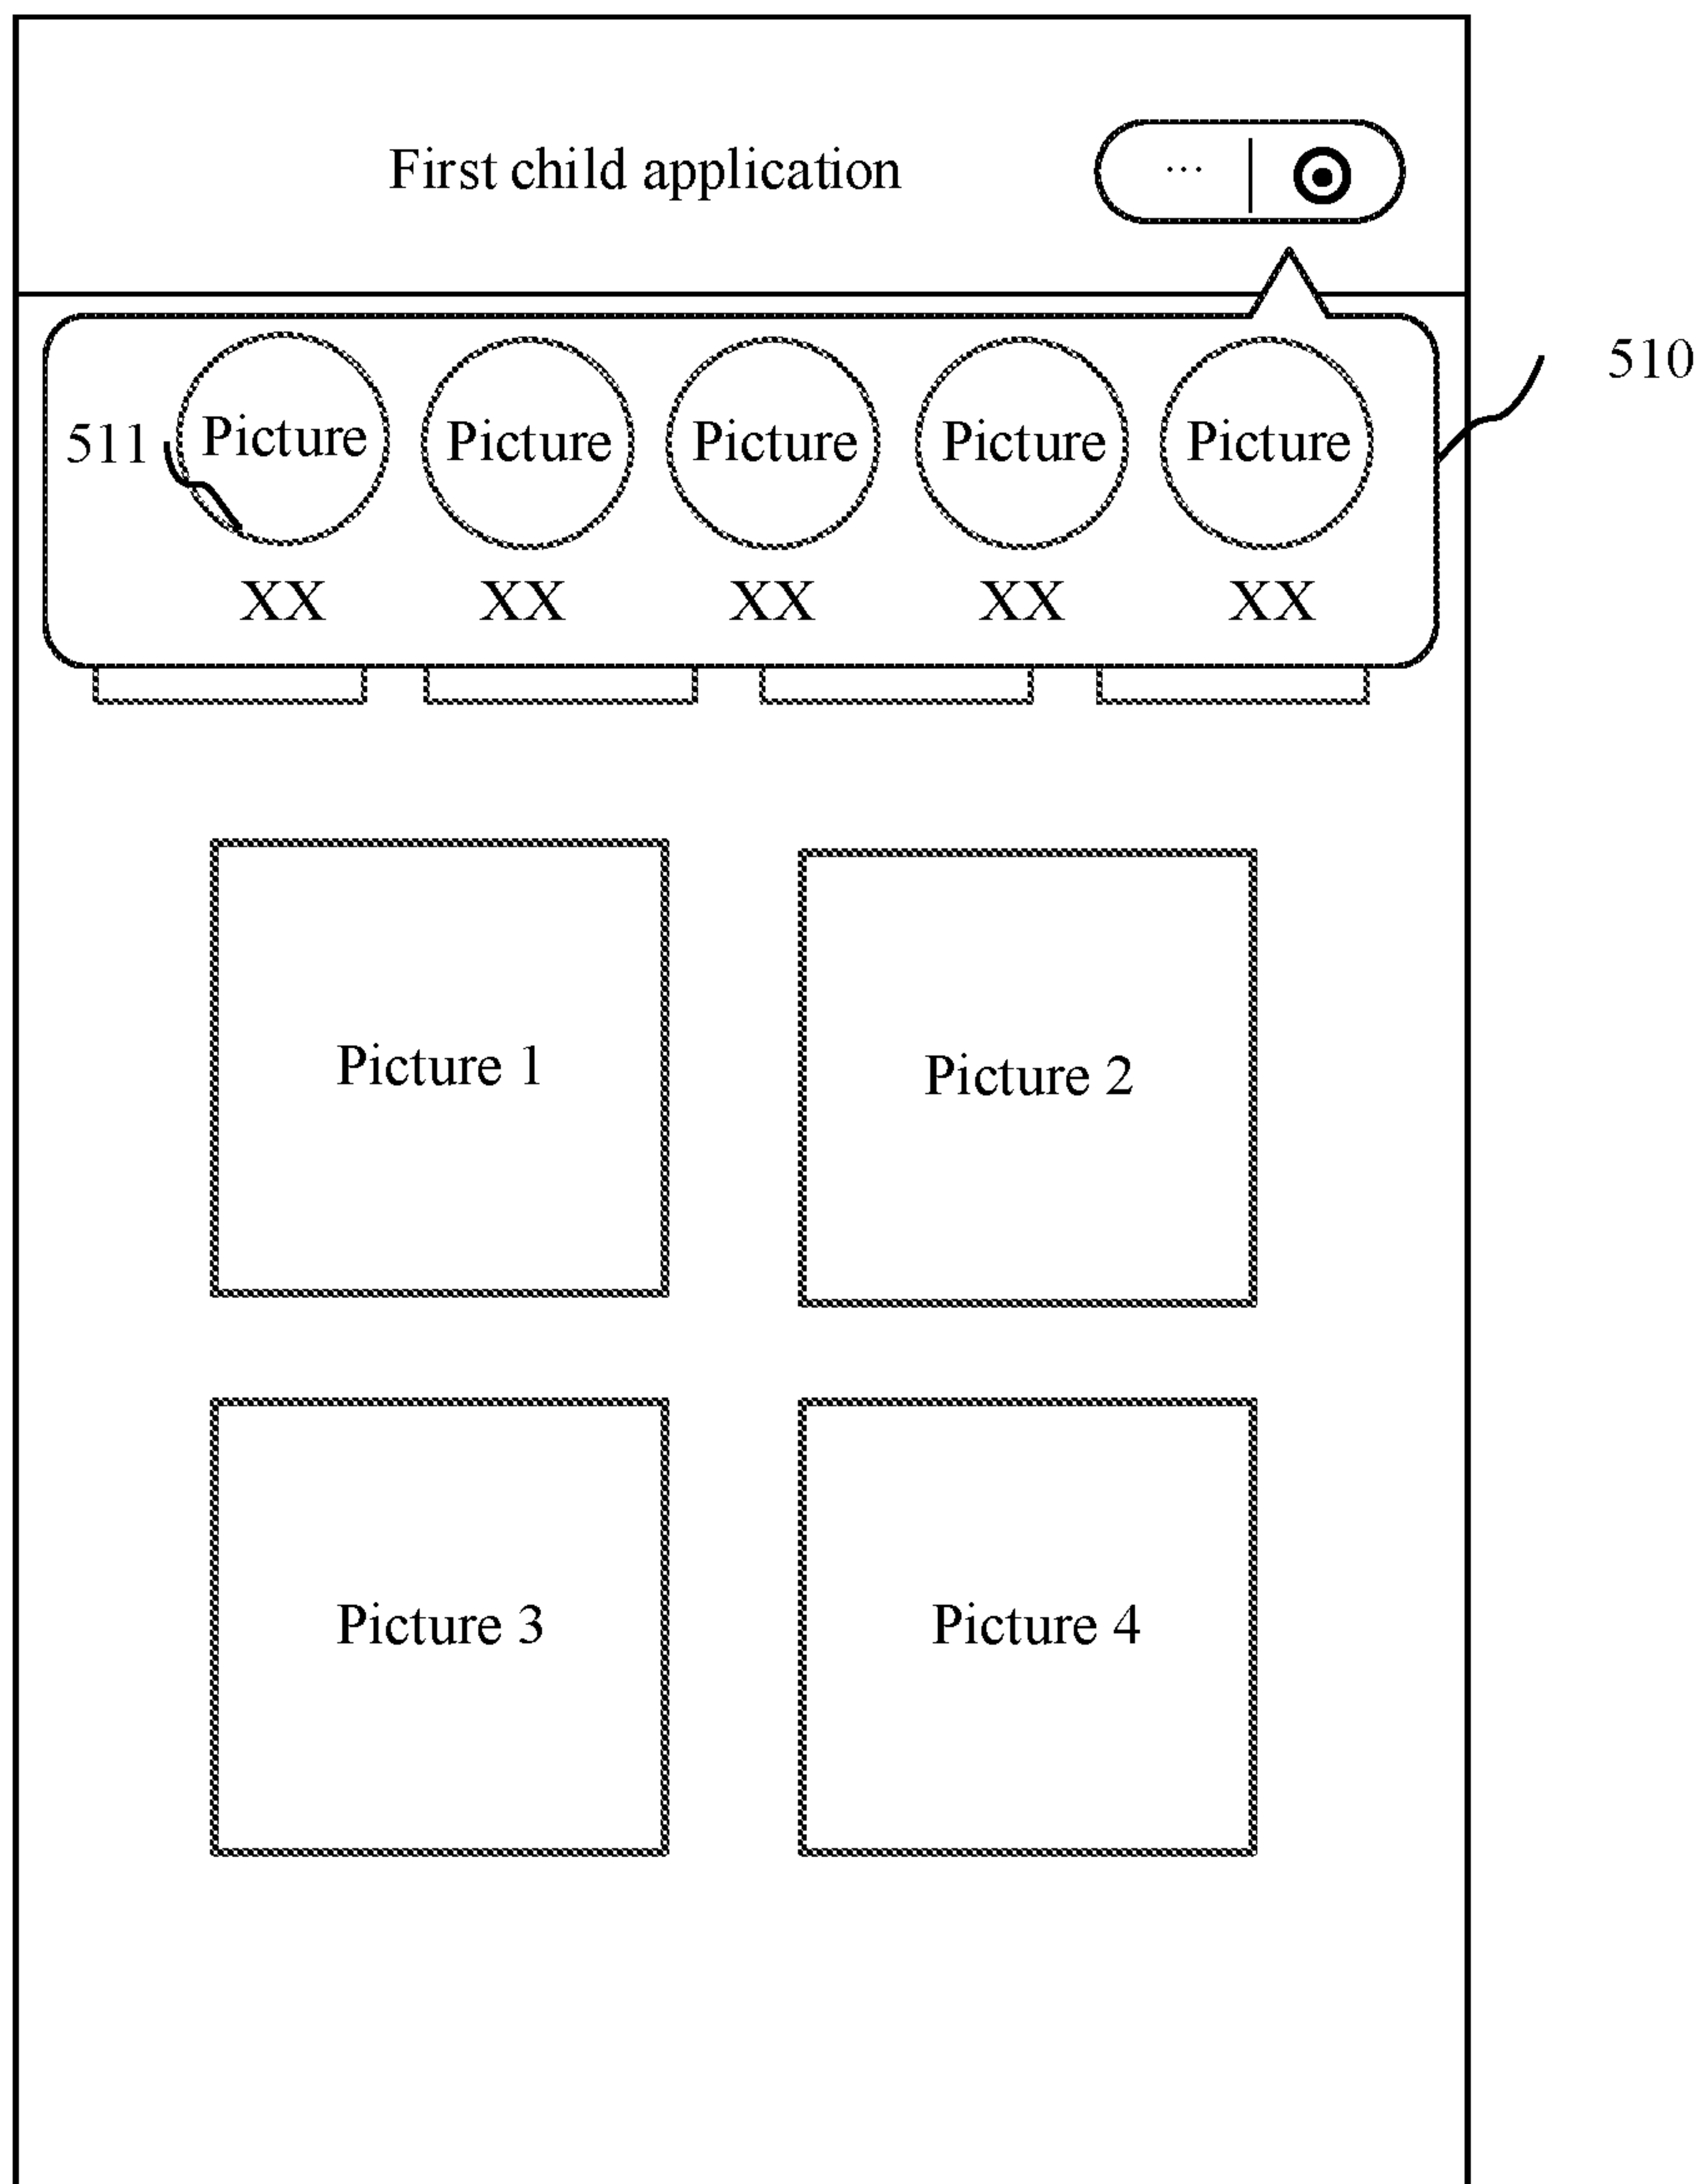 First child application ...
510
511 Picture Picture Picture Picture Picture
XX XX XX XX XX
Picture 1 Picture 2
Picture 3 Picture 4